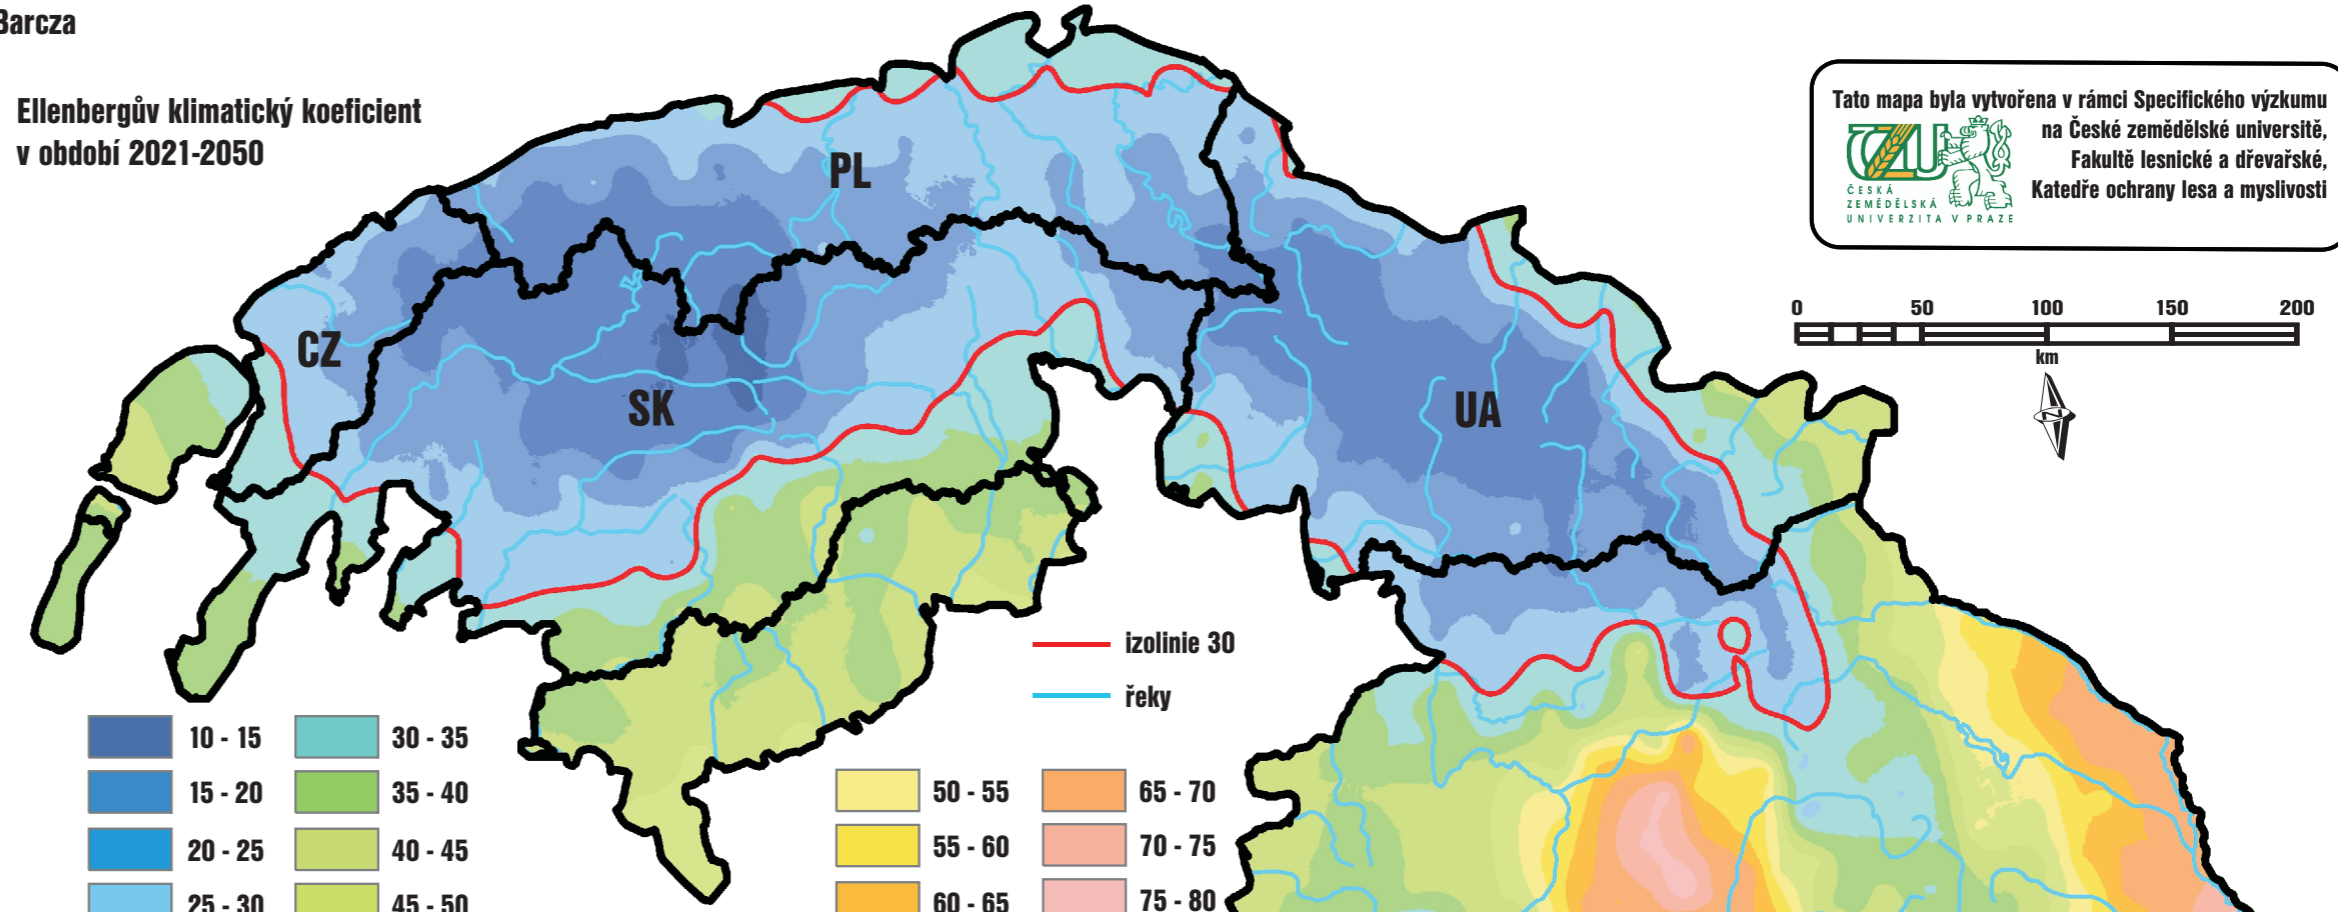 Barcza
Ellenbergův klimatický koeficient
v období 2021-2050
Tato mapa byla vytvořena v rámci Specifického výzkumu
na České zemědělské universitě,
Fakultě lesnické a dřevařské,
Katedře ochrany lesa a myslivosti
ČZU
ČESKÁ
ZEMĚDĚLSKÁ
UNIVERZITA V PRAZE
0 50 100 150 200
km
N
PL
CZ
SK
UA
izolinie 30
řeky
10 - 15
15 - 20
20 - 25
25 - 30
30 - 35
35 - 40
40 - 45
45 - 50
50 - 55
55 - 60
60 - 65
65 - 70
70 - 75
75 - 80